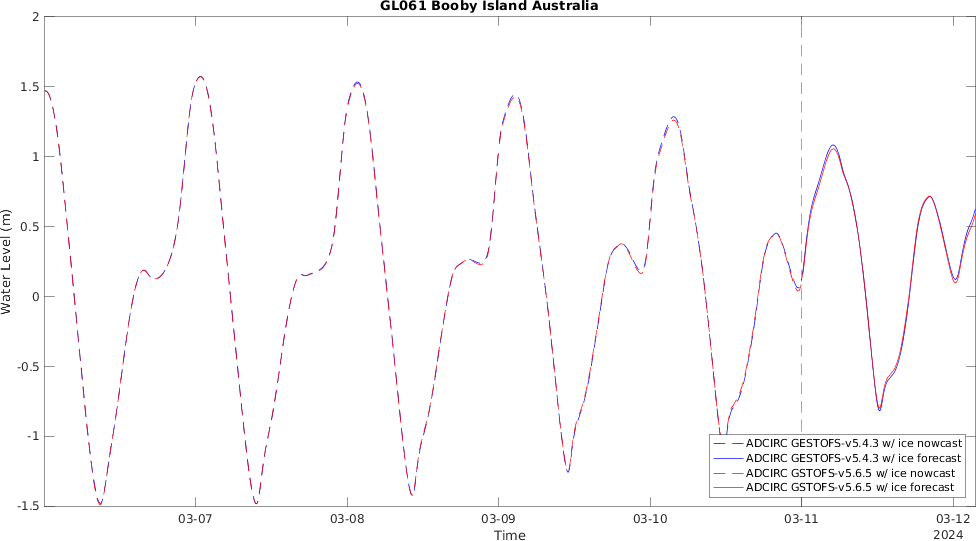 GL061 Booby Island Australia
2
1.5
1
0.5
0
-0.5
-1
-1.5
Water Level (m)
ADCIRC GESTOFS-v5.4.3 w/ ice nowcast
ADCIRC GESTOFS-v5.4.3 w/ ice forecast
ADCIRC GSTOFS-v5.6.5 w/ ice nowcast
ADCIRC GSTOFS-v5.6.5 w/ ice forecast
03-07 03-08 03-09 03-10 03-11 03-12
Time 2024